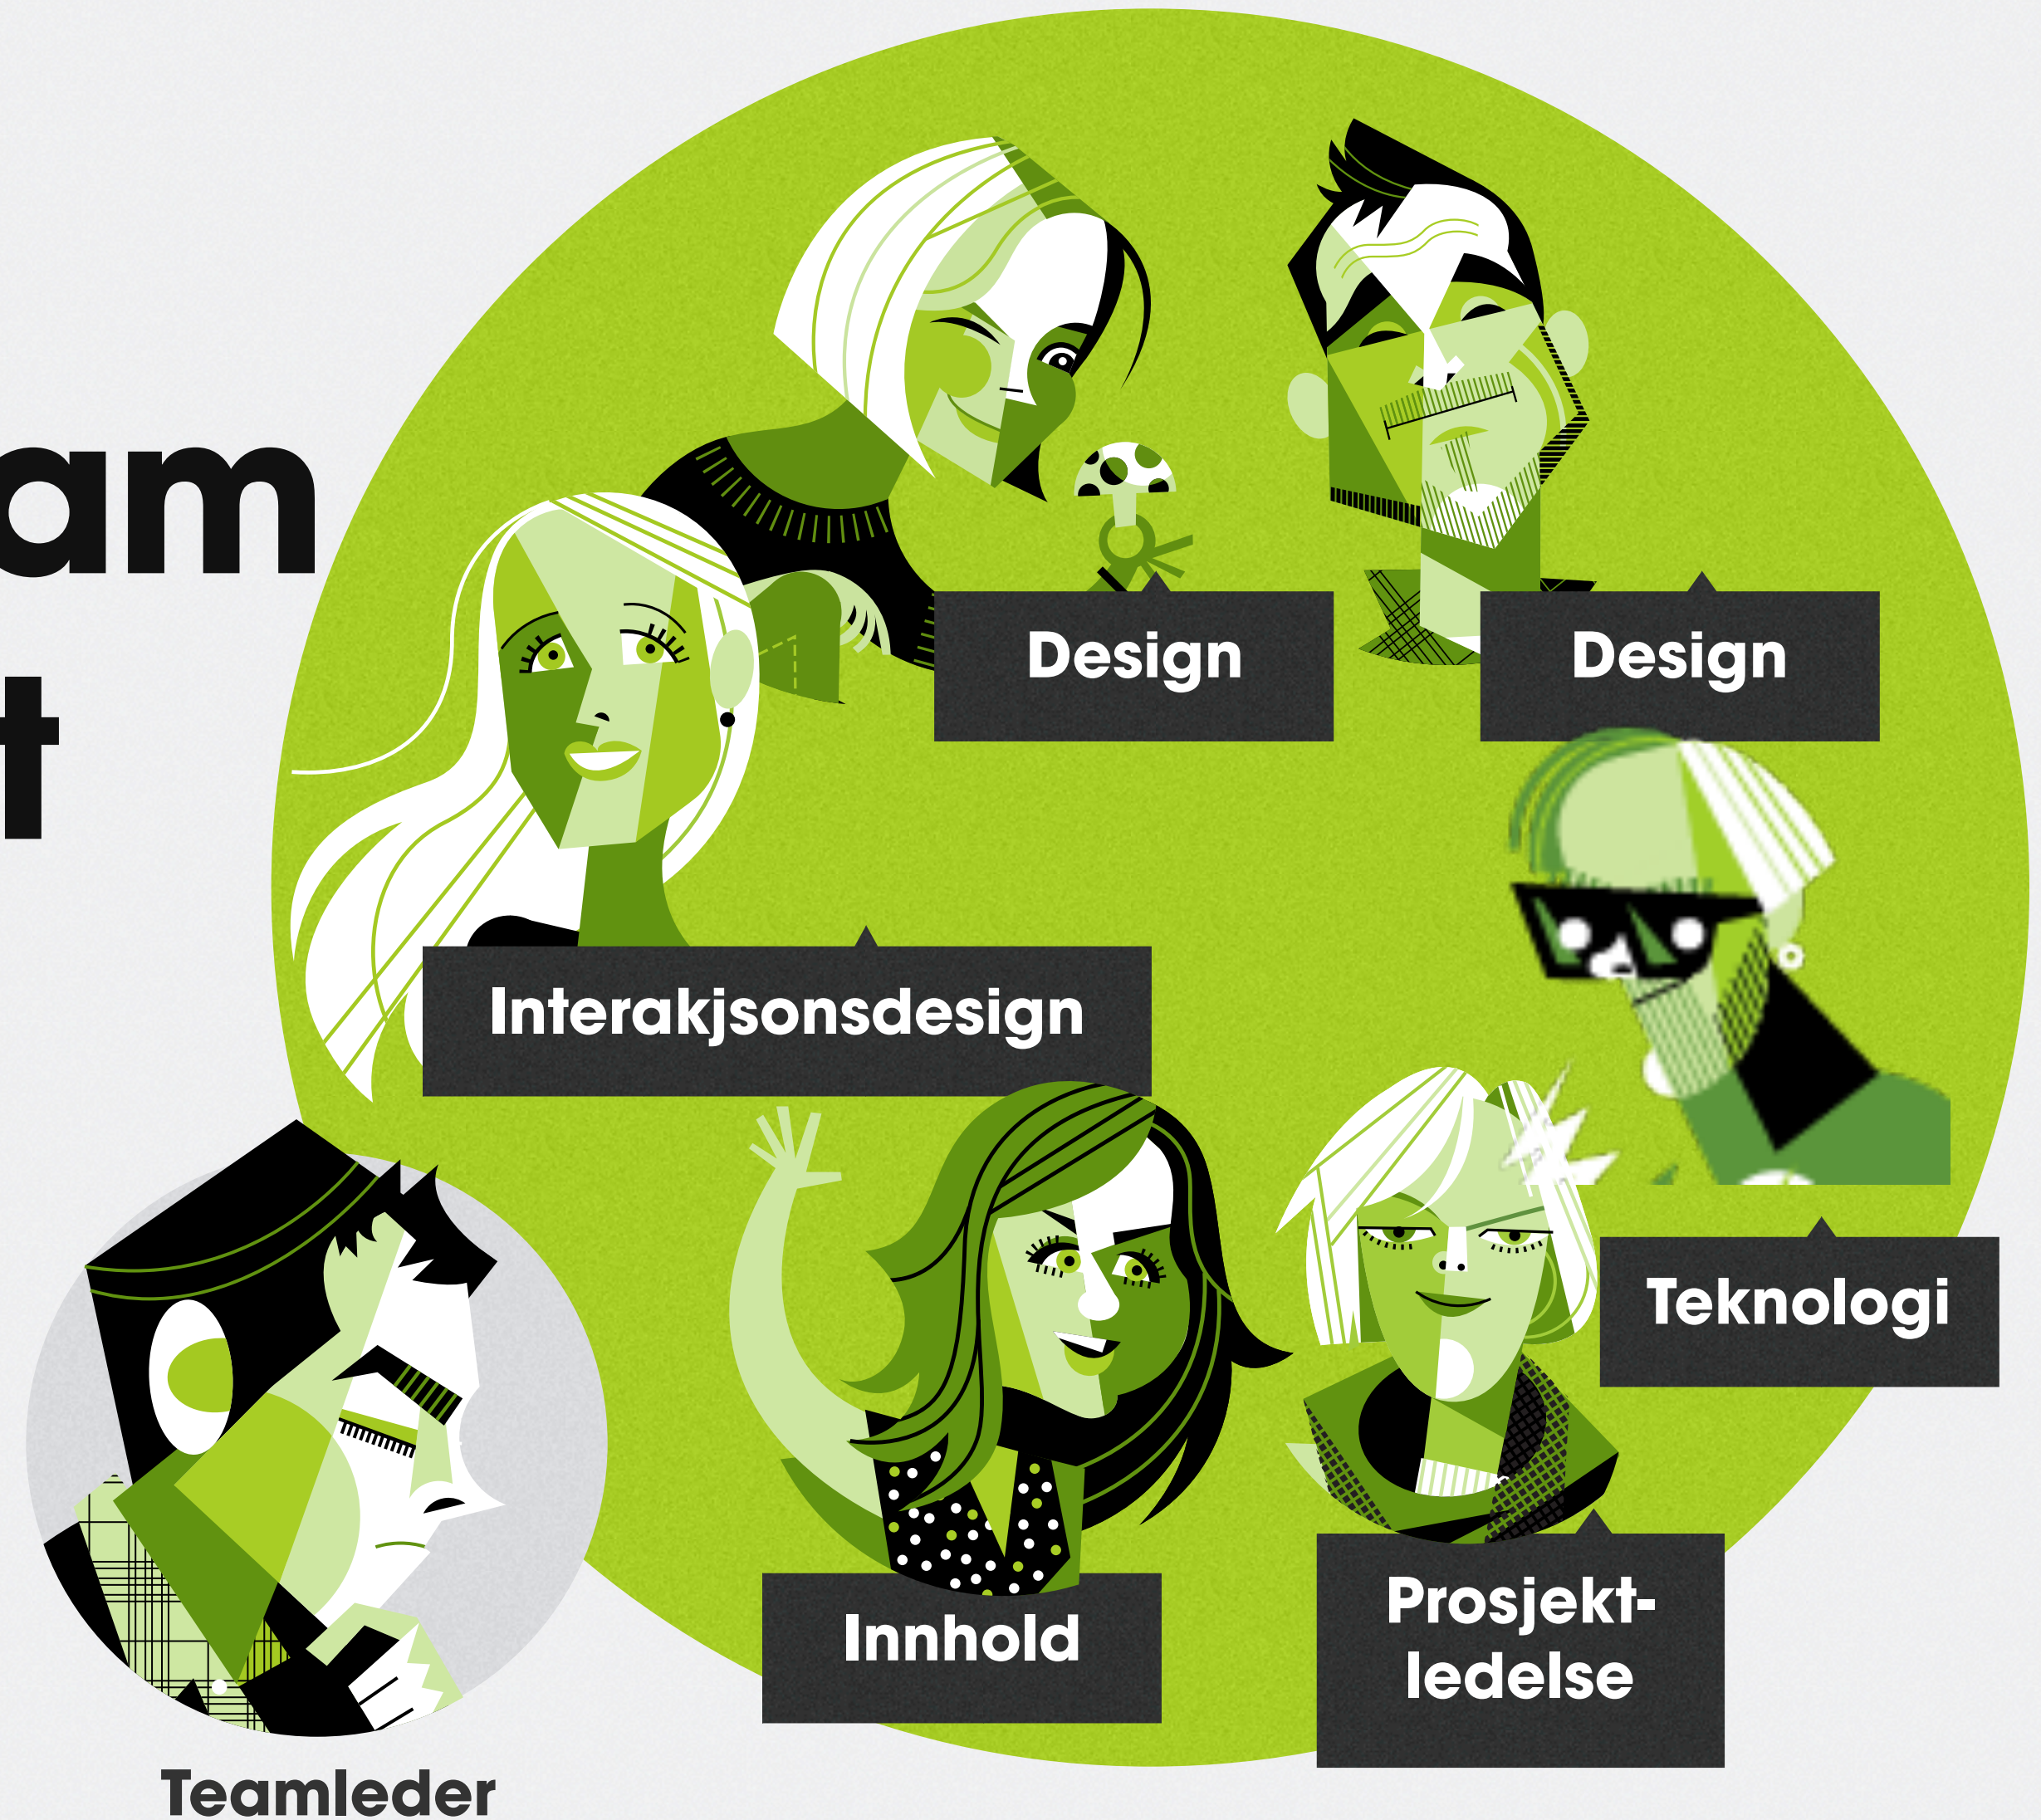 am
t
Design
Design
Interakjsonsdesign
Teknologi
Innhold
Prosjekt-
ledelse
Teamleder